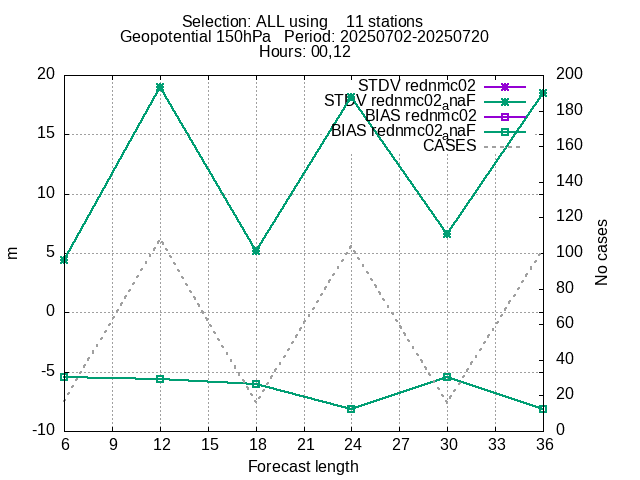 Selection: ALL using    11 stations
Geopotential 150hPa   Period: 20250702-20250720
Hours: 00,12
STDV rednmc02
STDV rednmc02anaF
BIAS rednmc02
BIAS rednmc02anaF
CASES
20
15
10
5
0
-5
-10
m
200
180
160
140
120
100
80
60
40
20
0
No cases
6 9 12 15 18 21 24 27 30 33 36
Forecast length